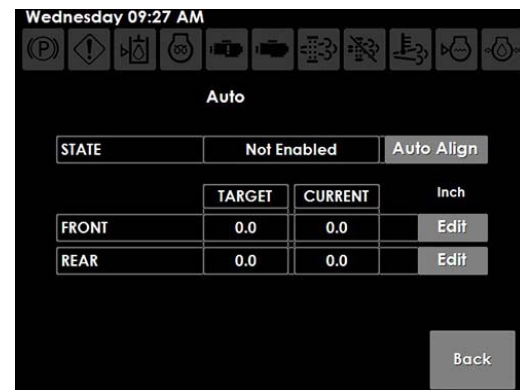 Wednesday 09:27 AM
(P)
Auto
STATE Not Enabled Auto Align
TARGET CURRENT Inch
FRONT 0.0 0.0 Edit
REAR 0.0 0.0 Edit
Back